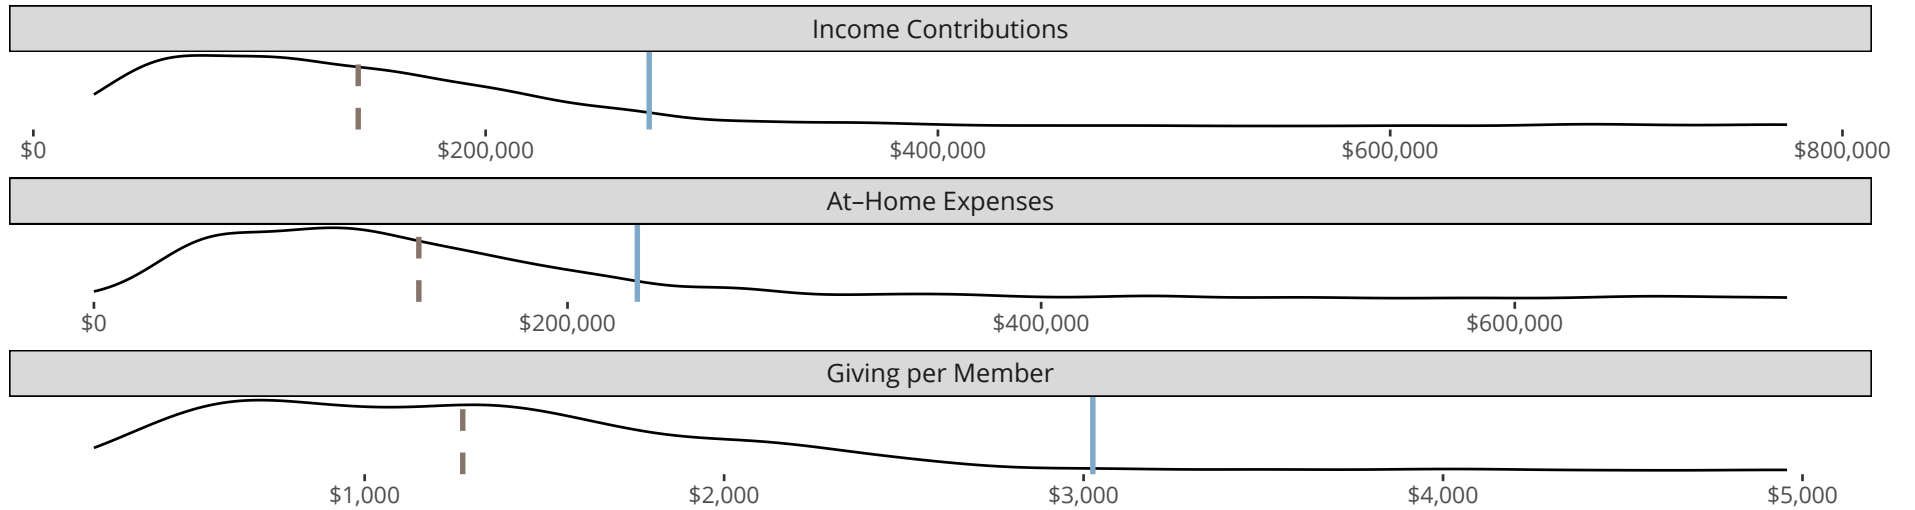 Income Contributions
$0 $200,000 $400,000 $600,000 $800,000
At–Home Expenses
$0 $200,000 $400,000 $600,000
Giving per Member
$1,000 $2,000 $3,000 $4,000 $5,000